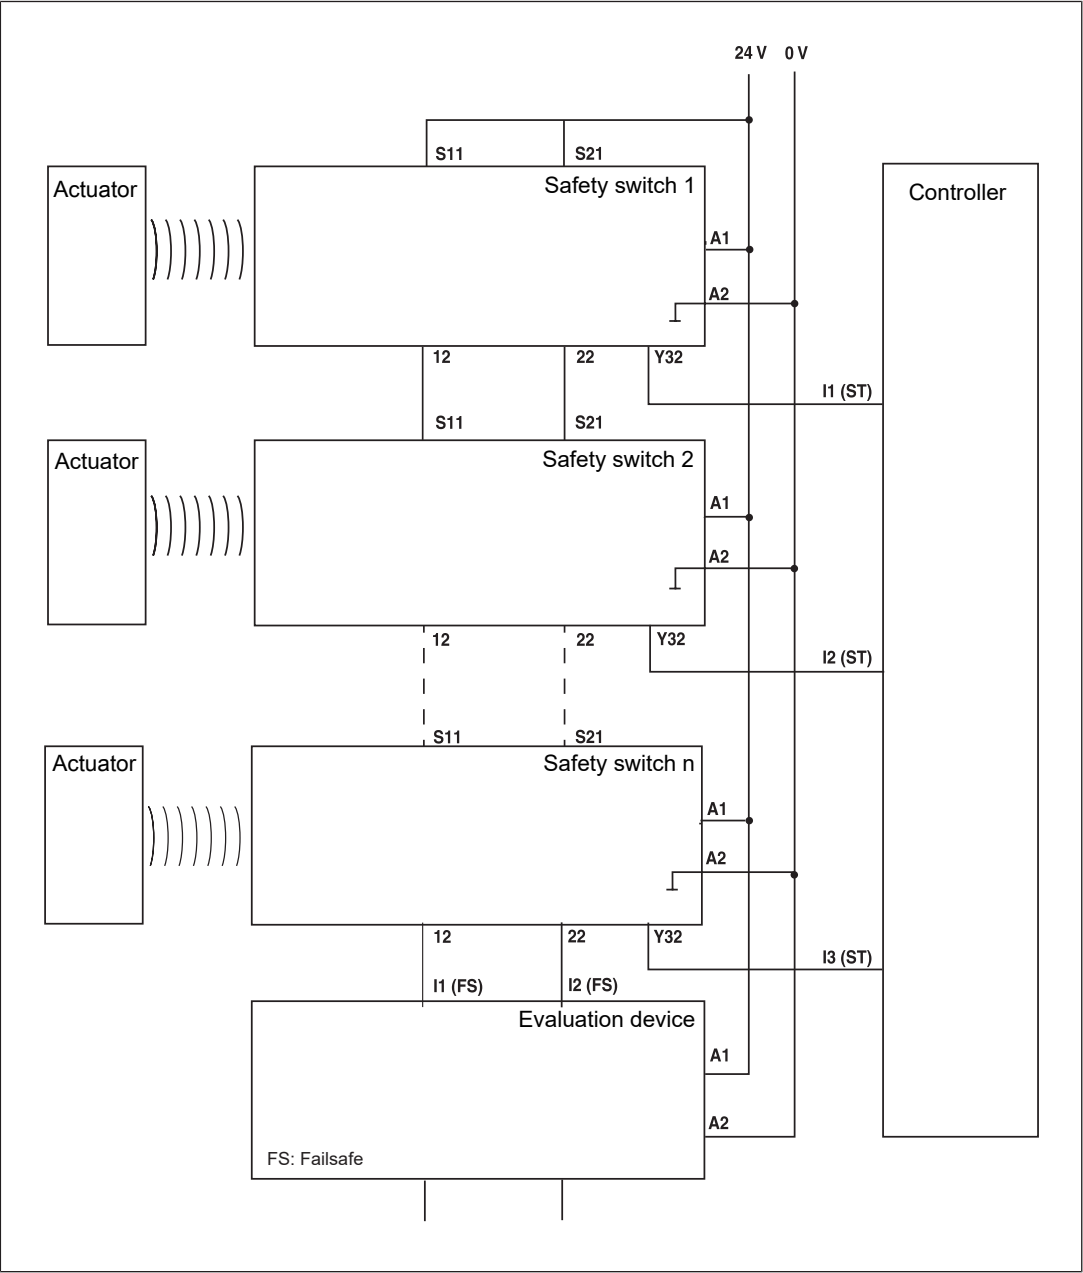 24 V 0 V
S11 S21
Actuator
Safety switch 1
Controller
A1
A2
12 22 Y32
I1 (ST)
S11 S21
Actuator
Safety switch 2
A1
A2
12 22 Y32
I2 (ST)
S11 S21
Actuator
Safety switch n
A1
A2
12 22 Y32
I3 (ST)
I1 (FS) I2 (FS)
Evaluation device
A1
A2
FS: Failsafe